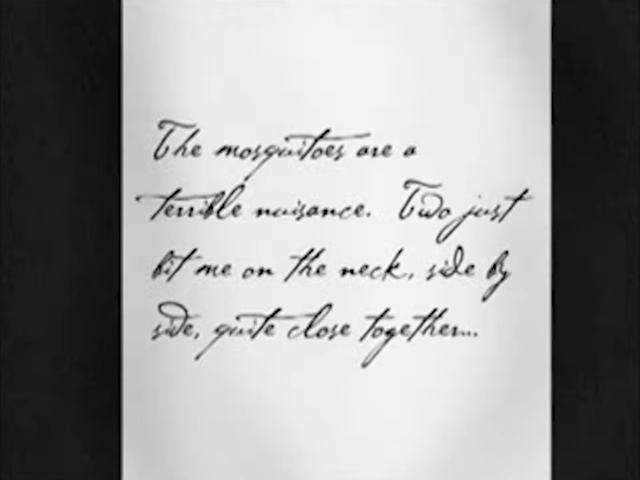 The mosquitoes are a
terrible nuisance. Two just
bit me on the neck, side by
side, quite close together...